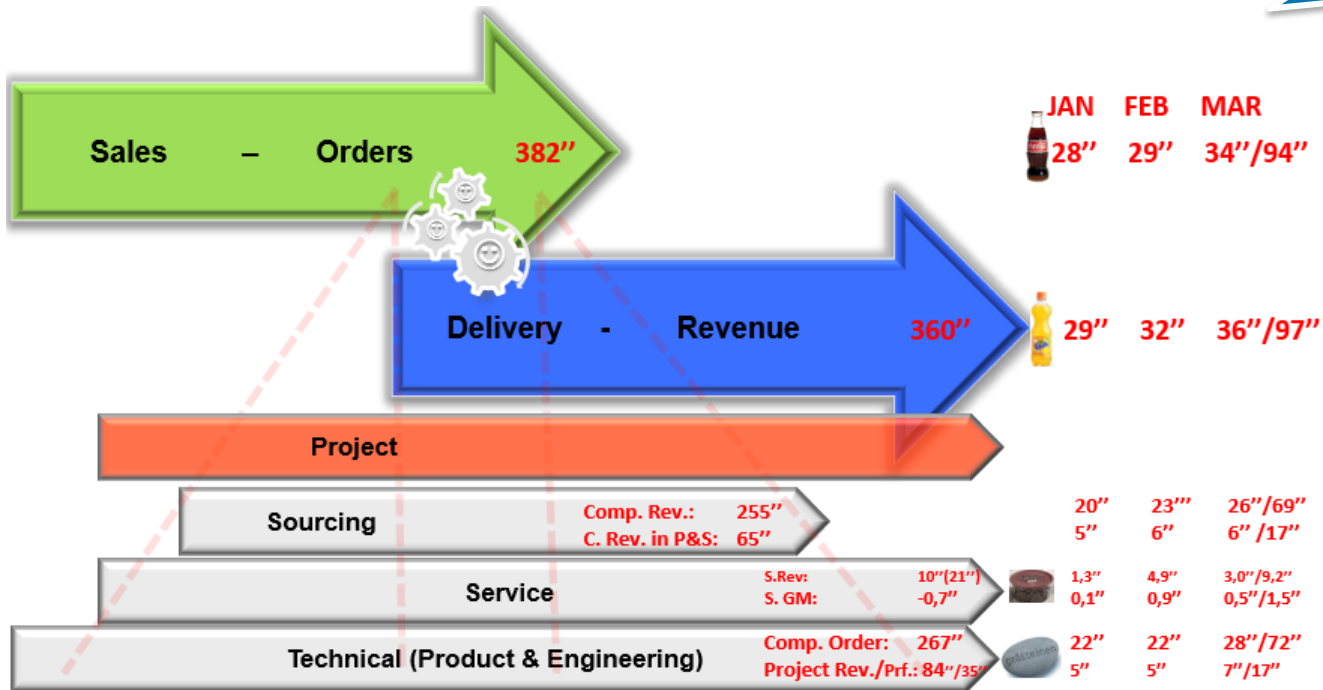 JAN FEB MAR
Sales – Orders 382’’ 28’’ 29’’ 34’’/94’’
Delivery - Revenue 360’’ 29’’ 32’’ 36’’/97’’
Project
Sourcing
Comp. Rev.: 255’’ 20’’ 23’’’ 26’’/69’’
C. Rev. in P&S: 65’’ 5’’ 6’’ 6’’ /17’’
Service
S.Rev: 10’’(21’’) 1,3’’ 4,9’’ 3,0’’/9,2’’
S. GM: -0,7’’ 0,1’’ 0,9’’ 0,5’’/1,5’’
Technical (Product & Engineering)
Comp. Order: 267’’ 22’’ 22’’ 28’’/72’’
Project Rev./Prf.: 84’’/35’’ 5’’ 5’’ 7’’/17’’